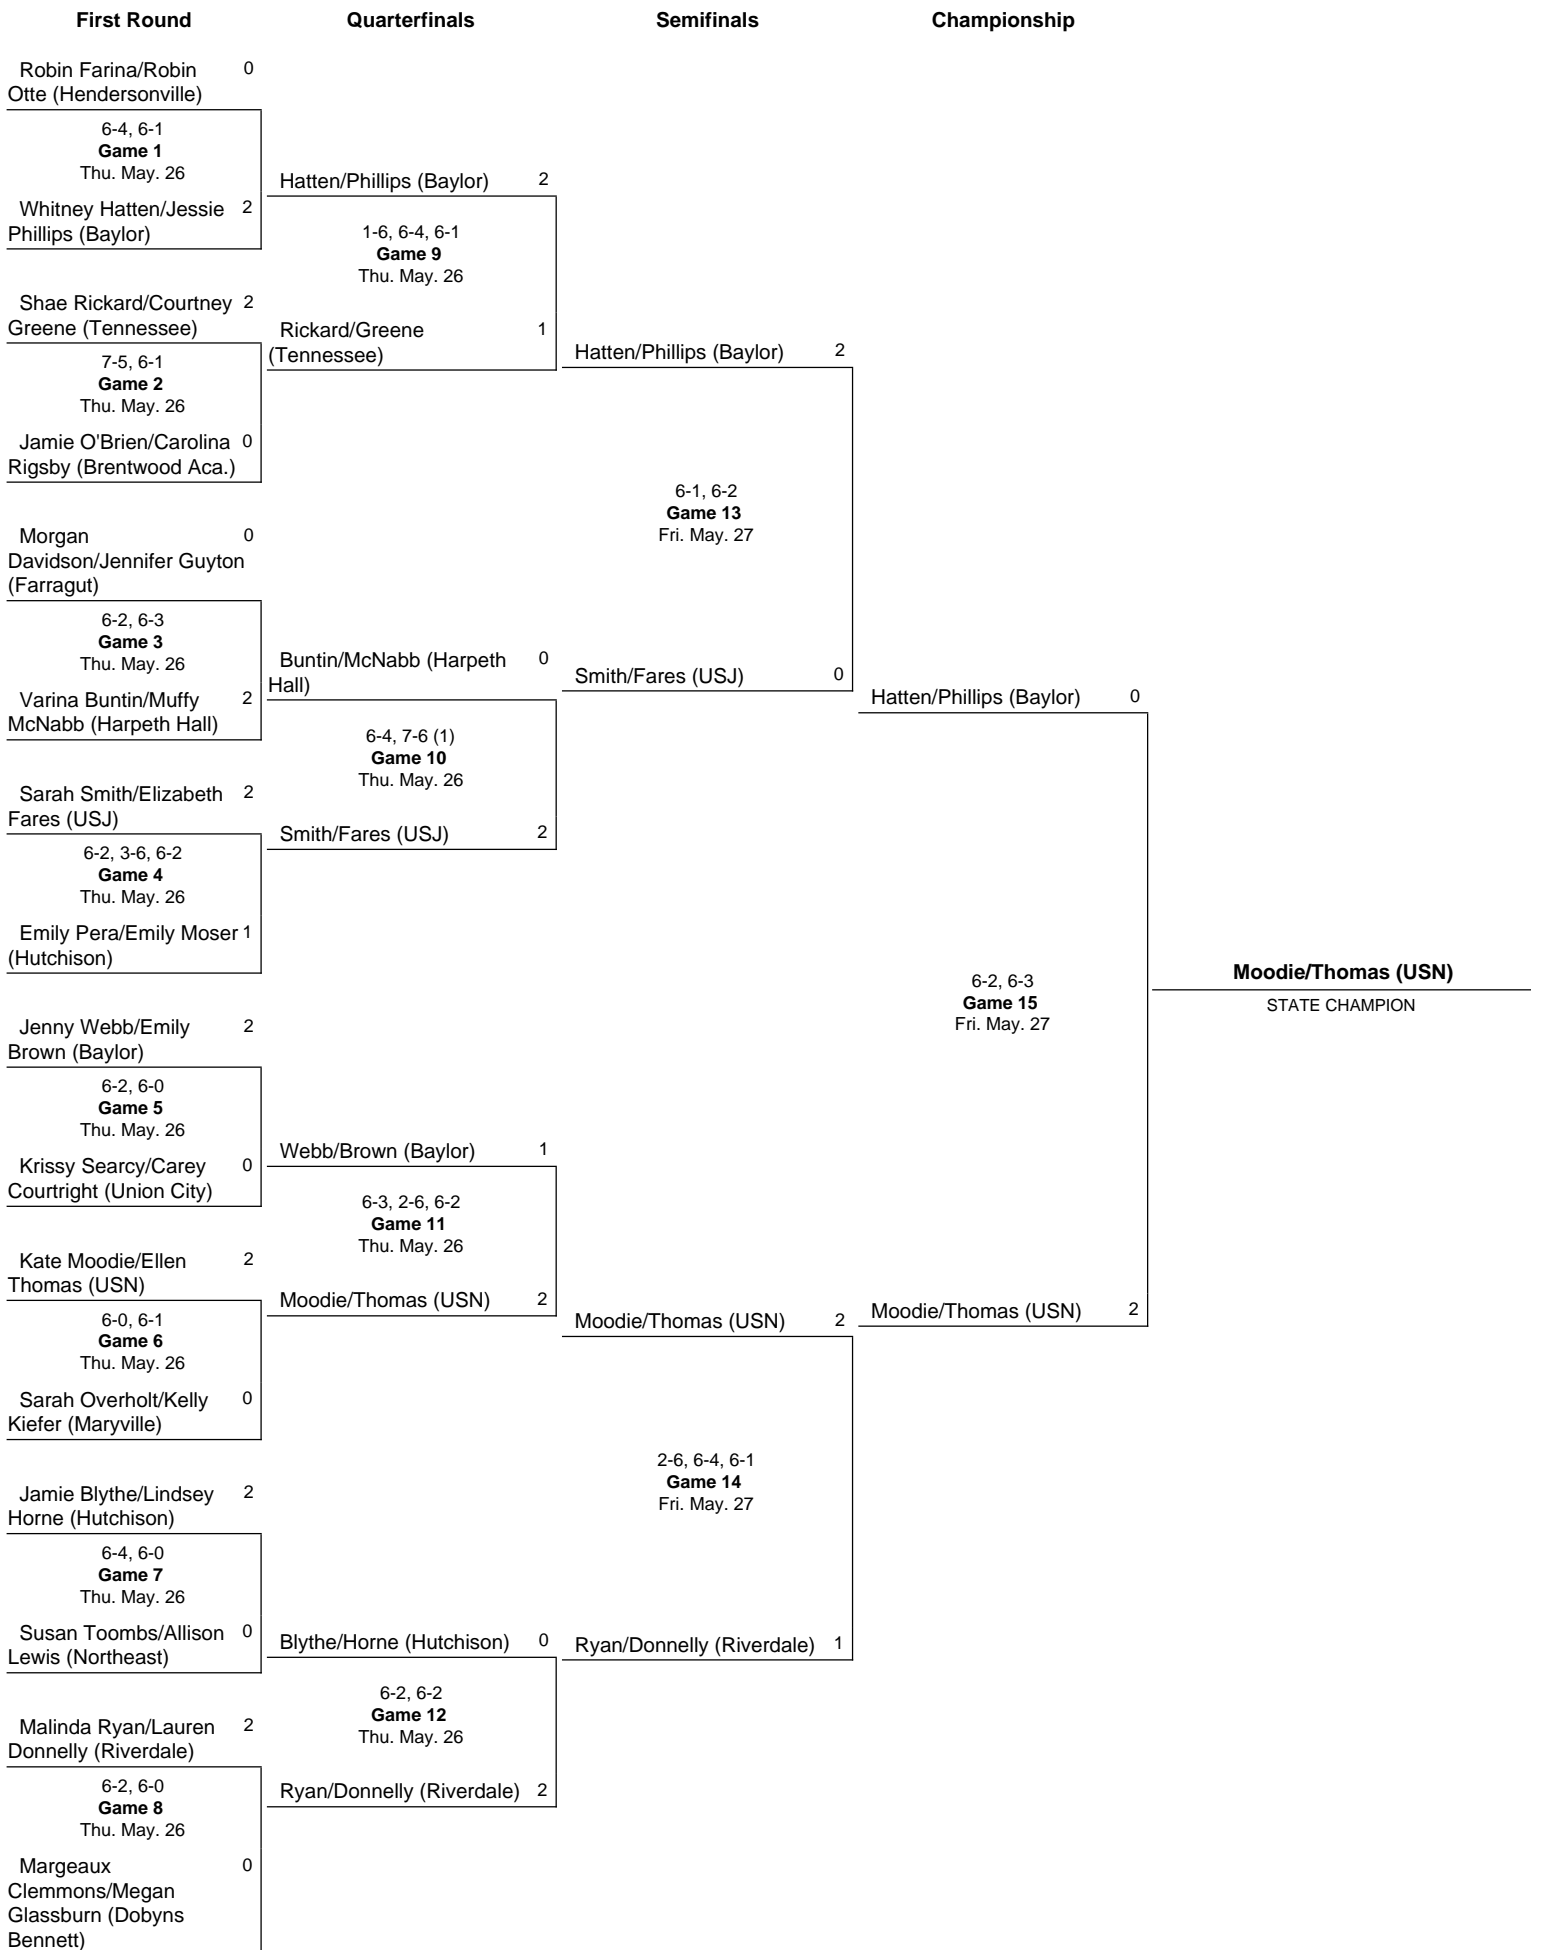 First Round
Quarterfinals
Semifinals
Championship
Robin Farina/Robin 0
Otte (Hendersonville)
6-4, 6-1
Game 1
Thu. May. 26
Whitney Hatten/Jessie 2
Phillips (Baylor)
Shae Rickard/Courtney 2
Greene (Tennessee)
7-5, 6-1
Game 2
Thu. May. 26
Jamie O'Brien/Carolina 0
Rigsby (Brentwood Aca.)
Morgan 0
Davidson/Jennifer Guyton
(Farragut)
6-2, 6-3
Game 3
Thu. May. 26
Varina Buntin/Muffy 2
McNabb (Harpeth Hall)
Sarah Smith/Elizabeth 2
Fares (USJ)
6-2, 3-6, 6-2
Game 4
Thu. May. 26
Emily Pera/Emily Moser 1
(Hutchison)
Jenny Webb/Emily 2
Brown (Baylor)
6-2, 6-0
Game 5
Thu. May. 26
Krissy Searcy/Carey 0
Courtright (Union City)
Kate Moodie/Ellen 2
Thomas (USN)
6-0, 6-1
Game 6
Thu. May. 26
Sarah Overholt/Kelly 0
Kiefer (Maryville)
Jamie Blythe/Lindsey 2
Horne (Hutchison)
6-4, 6-0
Game 7
Thu. May. 26
Susan Toombs/Allison 0
Lewis (Northeast)
Malinda Ryan/Lauren 2
Donnelly (Riverdale)
6-2, 6-0
Game 8
Thu. May. 26
Margeaux 0
Clemmons/Megan
Glassburn (Dobyns
Bennett)
Hatten/Phillips (Baylor) 2
1-6, 6-4, 6-1
Game 9
Thu. May. 26
Rickard/Greene 1
(Tennessee)
Buntin/McNabb (Harpeth 0
Hall)
6-4, 7-6 (1)
Game 10
Thu. May. 26
Smith/Fares (USJ) 2
Webb/Brown (Baylor) 1
6-3, 2-6, 6-2
Game 11
Thu. May. 26
Moodie/Thomas (USN) 2
Blythe/Horne (Hutchison) 0
6-2, 6-2
Game 12
Thu. May. 26
Ryan/Donnelly (Riverdale) 2
Hatten/Phillips (Baylor) 2
6-1, 6-2
Game 13
Fri. May. 27
Smith/Fares (USJ) 0
Moodie/Thomas (USN) 2
2-6, 6-4, 6-1
Game 14
Fri. May. 27
Ryan/Donnelly (Riverdale) 1
Hatten/Phillips (Baylor) 0
6-2, 6-3
Game 15
Fri. May. 27
Moodie/Thomas (USN) 2
Moodie/Thomas (USN)
STATE CHAMPION